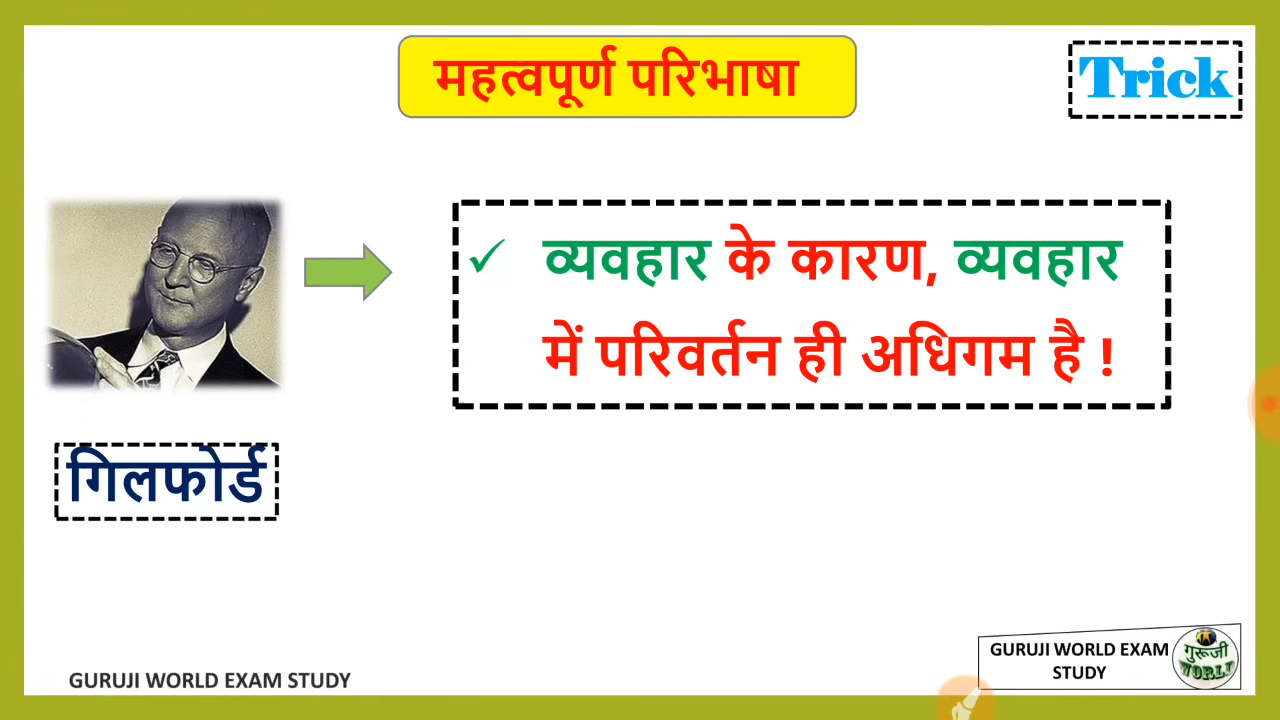 महत्वपूर्ण परिभाषा
Trick
✓ व्यवहार के कारण, व्यवहार
में परिवर्तन ही अधिगम है !
गिलफोर्ड
GURUJI WORLD EXAM
STUDY
गुरूजी
WORLD
GURUJI WORLD EXAM STUDY